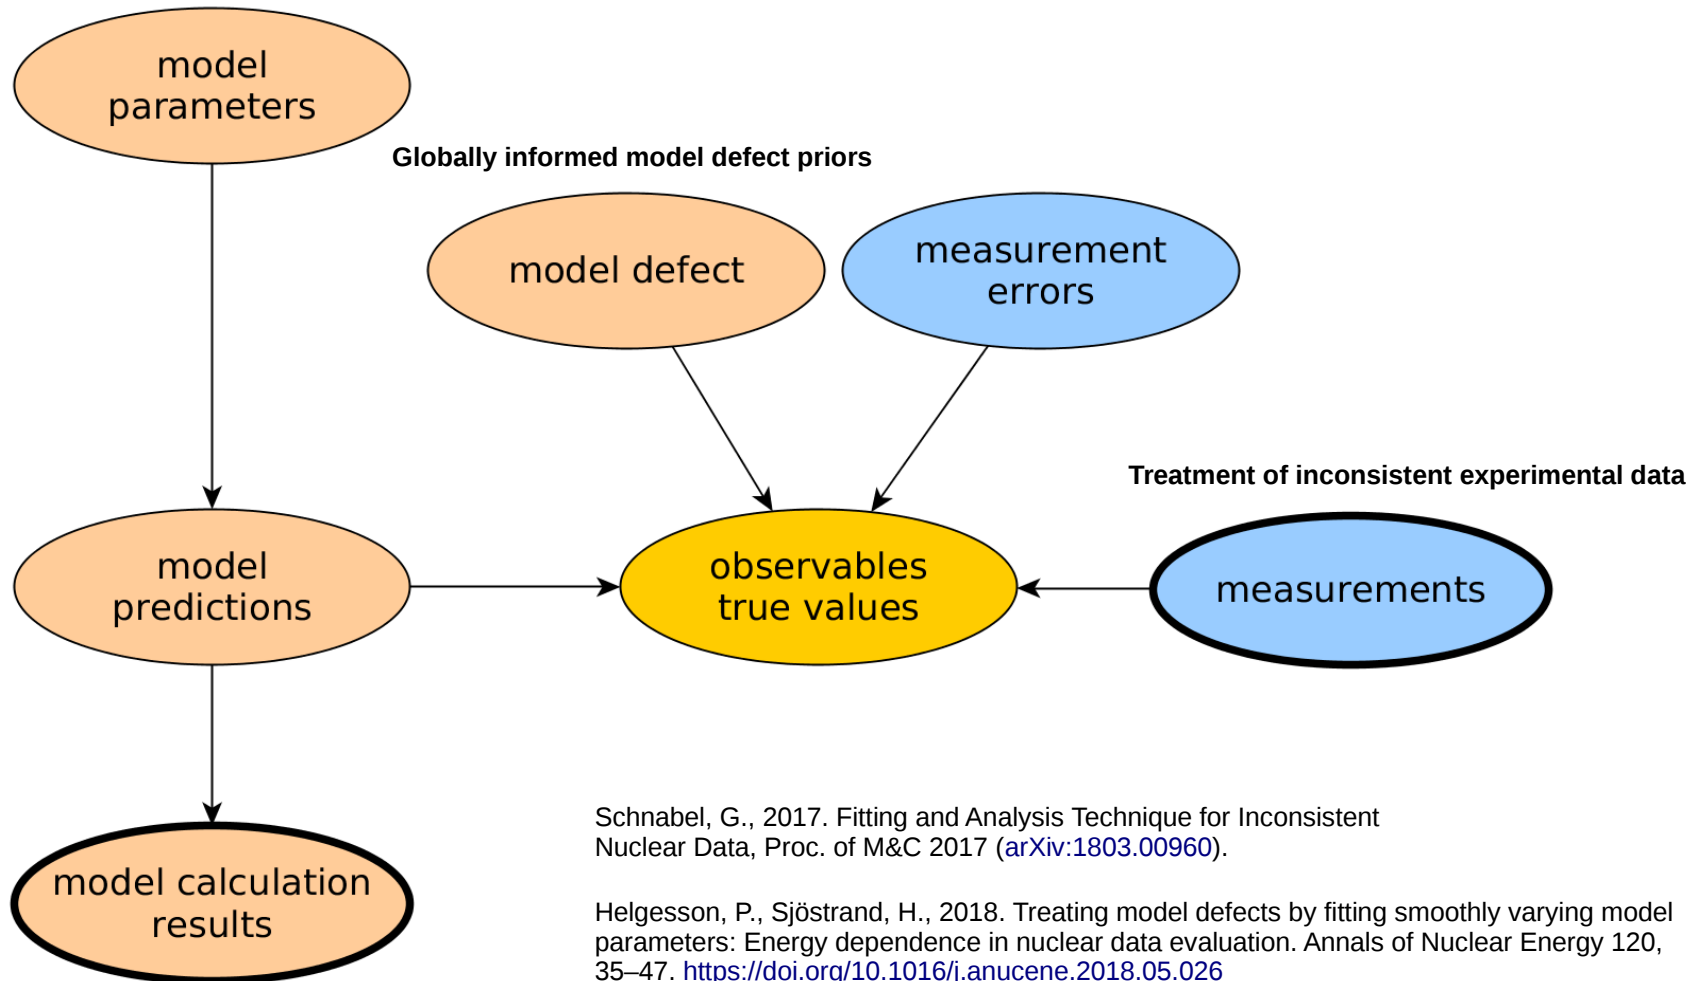 model
parameters
Globally informed model defect priors
model defect
measurement
errors
Treatment of inconsistent experimental data
model
predictions
observables
true values
measurements
model calculation
results
Schnabel, G., 2017. Fitting and Analysis Technique for Inconsistent
Nuclear Data, Proc. of M&C 2017 (arXiv:1803.00960).
Helgesson, P., Sjöstrand, H., 2018. Treating model defects by fitting smoothly varying model
parameters: Energy dependence in nuclear data evaluation. Annals of Nuclear Energy 120,
35–47. https://doi.org/10.1016/j.anucene.2018.05.026